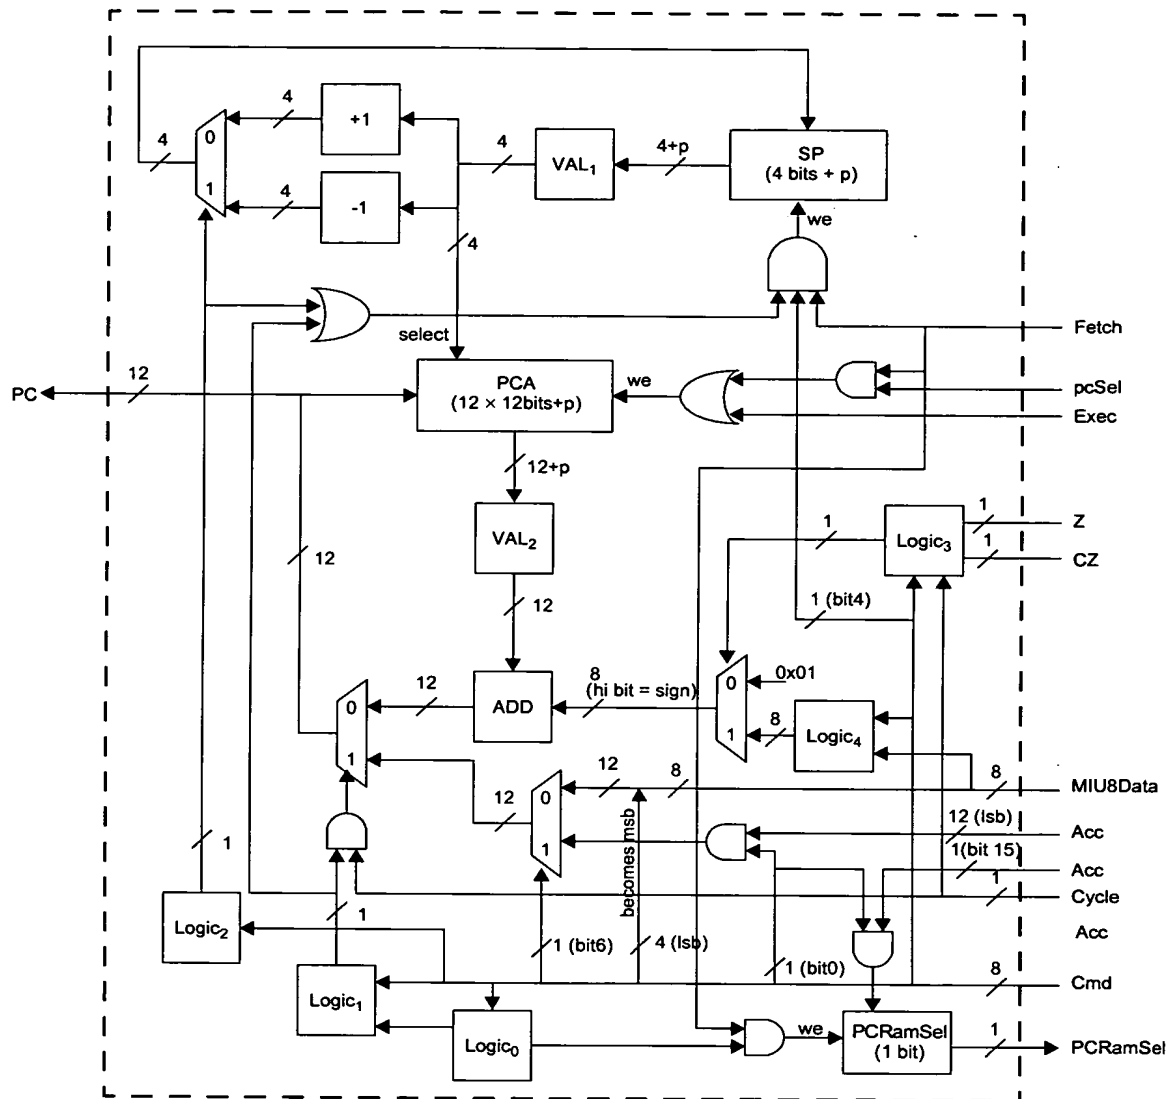 4
+1
4
0
1
4
-1
4
VAL₁
4+p
SP
(4 bits + p)
we
4
select
Fetch
PC
12
PCA
(12 × 12bits+p)
we
pcSel
Exec
12+p
VAL₂
12
12
1
Logic₃
1
Z
1
CZ
1 (bit4)
0
1
12
ADD
8
(hi bit = sign)
0
1
0x01
8
Logic₄
12
0
1
12
8
8
MIU8Data
becomes msb
12 (lsb)
Acc
1(bit 15)
Acc
1
Cycle
1
Logic₂
1
1 (bit6)
4 (lsb)
1 (bit0)
Acc
8
Cmd
Logic₁
Logic₀
we
PCRamSel
(1 bit)
1
PCRamSel